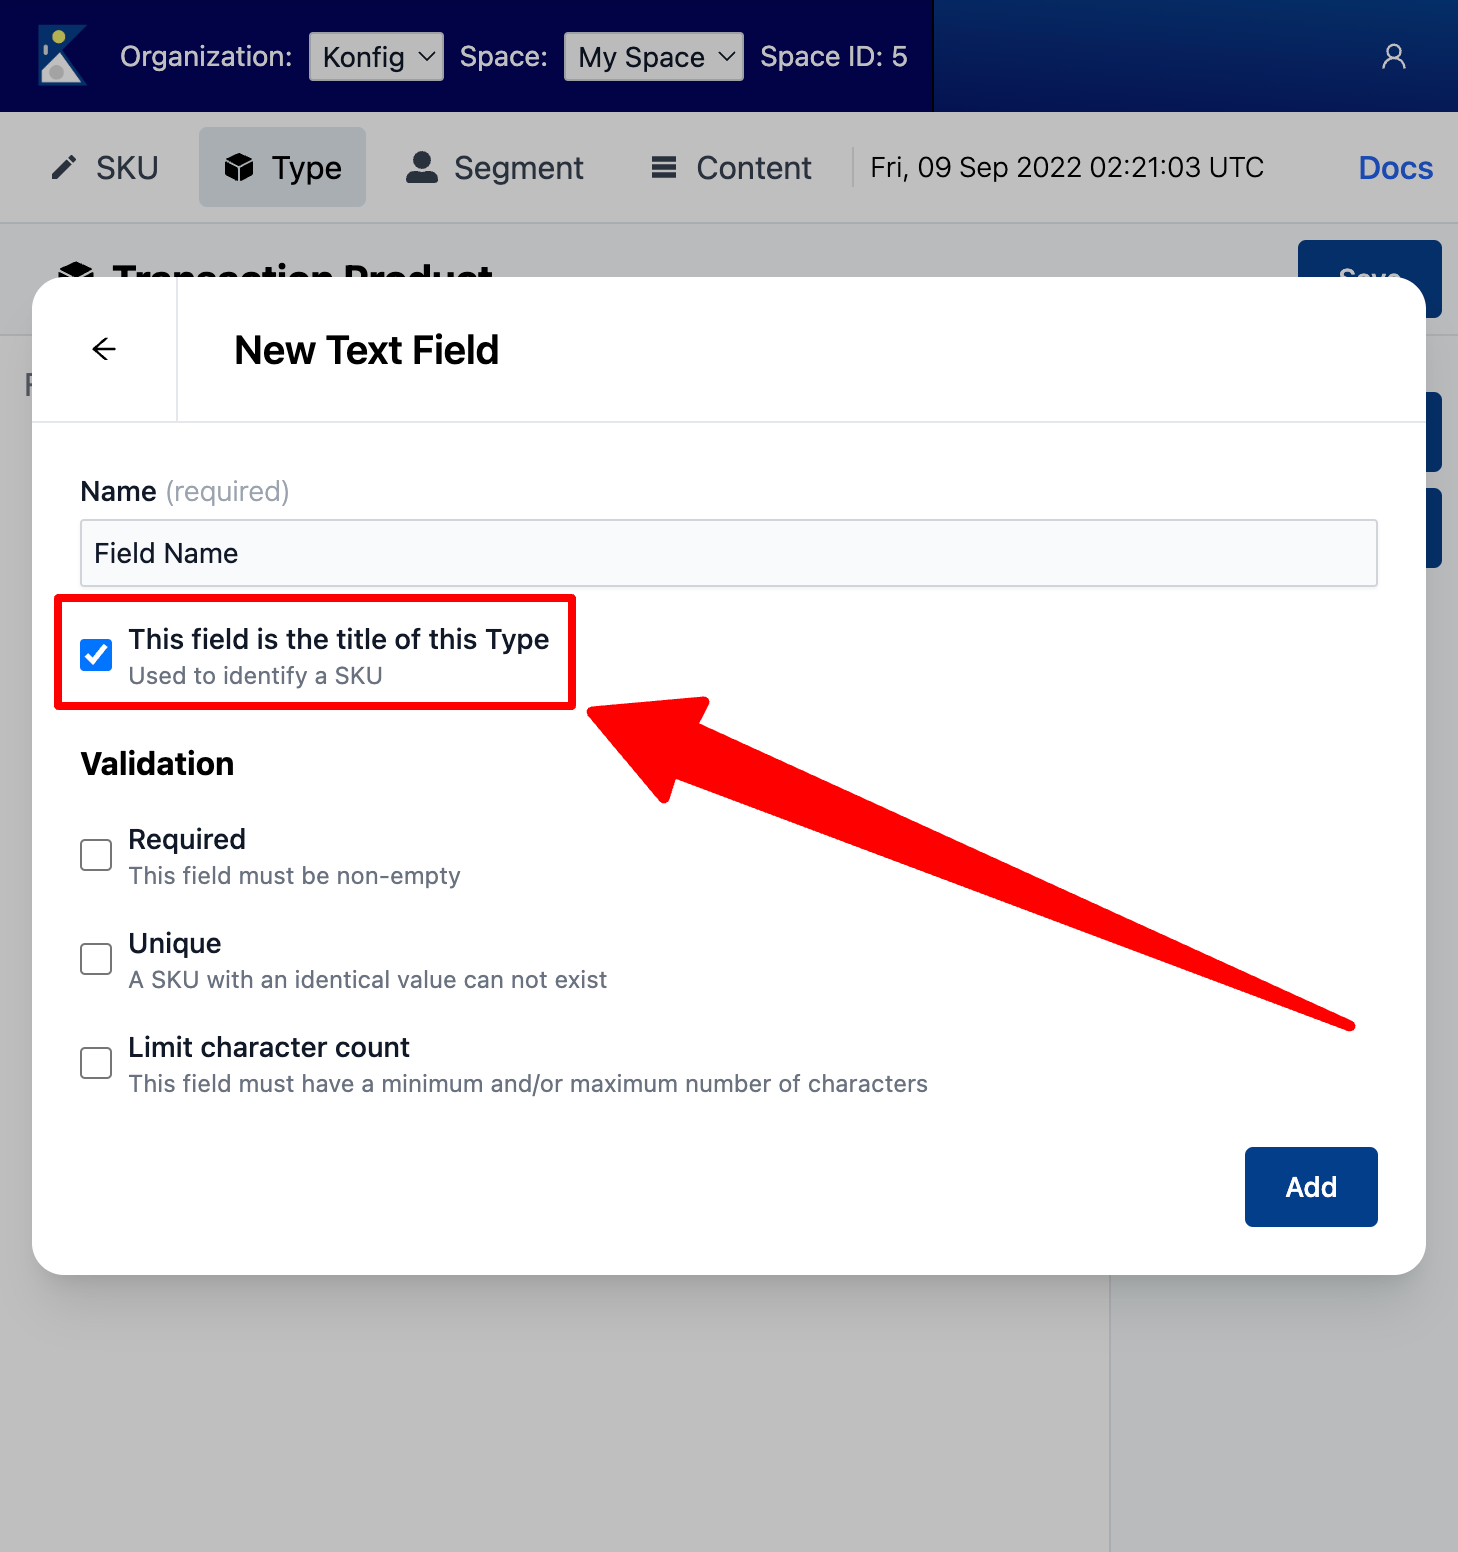 Organization: Konfig Space: My Space Space ID: 5
SKU Type Segment Content Fri, 09 Sep 2022 02:21:03 UTC Docs
Transaction Product Save
New Text Field
Name (required)
Field Name
This field is the title of this Type
Used to identify a SKU
Validation
Required
This field must be non-empty
Unique
A SKU with an identical value can not exist
Limit character count
This field must have a minimum and/or maximum number of characters
Add